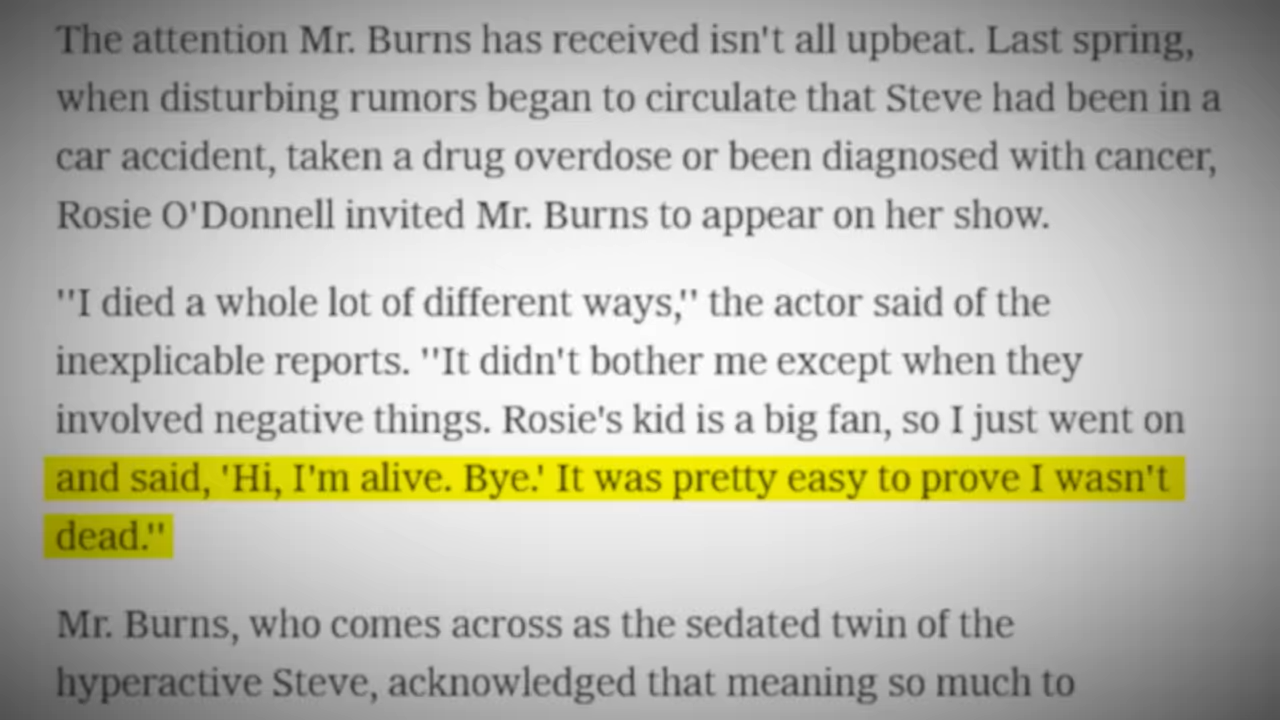 The attention Mr. Burns has received isn't all upbeat. Last spring,
when disturbing rumors began to circulate that Steve had been in a
car accident, taken a drug overdose or been diagnosed with cancer,
Rosie O'Donnell invited Mr. Burns to appear on her show.
''I died a whole lot of different ways,'' the actor said of the
inexplicable reports. ''It didn't bother me except when they
involved negative things. Rosie's kid is a big fan, so I just went on
and said, 'Hi, I'm alive. Bye.' It was pretty easy to prove I wasn't
dead.''
Mr. Burns, who comes across as the sedated twin of the
hyperactive Steve, acknowledged that meaning so much to